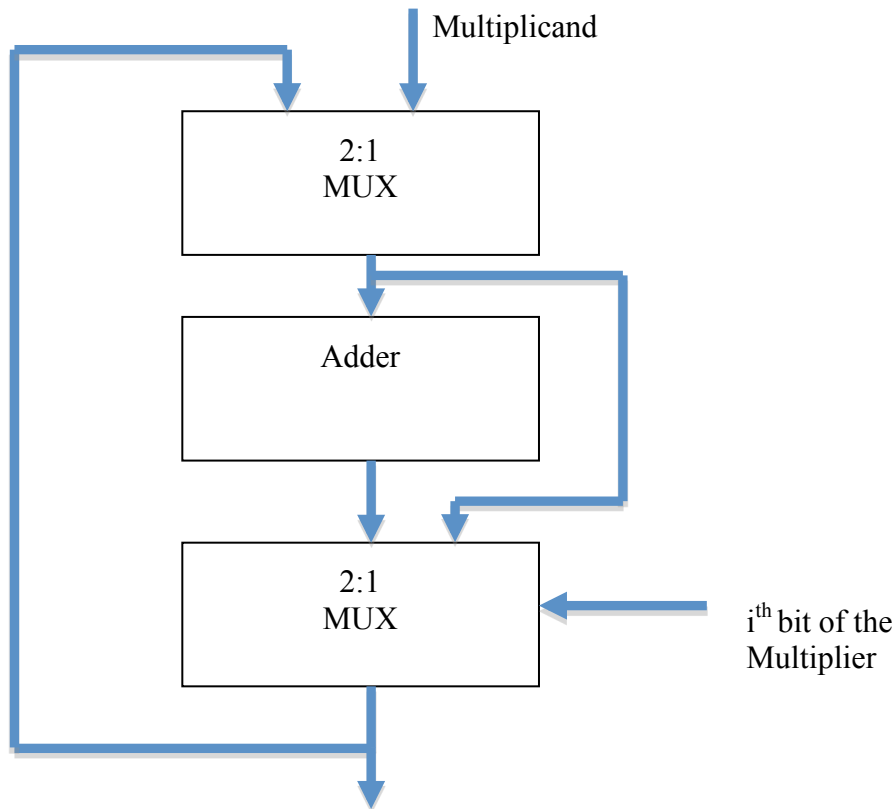 Multiplicand
2:1
MUX
Adder
2:1
MUX
iᵗʰ bit of the
Multiplier